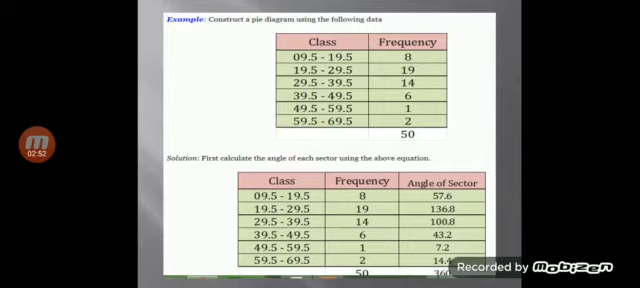 Example: Construct a pie diagram using the following data
Class Frequency
09.5 - 19.5 8
19.5 - 29.5 19
29.5 - 39.5 14
39.5 - 49.5 6
49.5 - 59.5 1
59.5 - 69.5 2
50
02:52
Solution: First calculate the angle of each sector using the above equation.
Class Frequency Angle of Sector
09.5 - 19.5 8 57.6
19.5 - 29.5 19 136.8
29.5 - 39.5 14 100.8
39.5 - 49.5 6 43.2
49.5 - 59.5 1 7.2
59.5 - 69.5 2 14.4
50 360
Recorded by mobizen